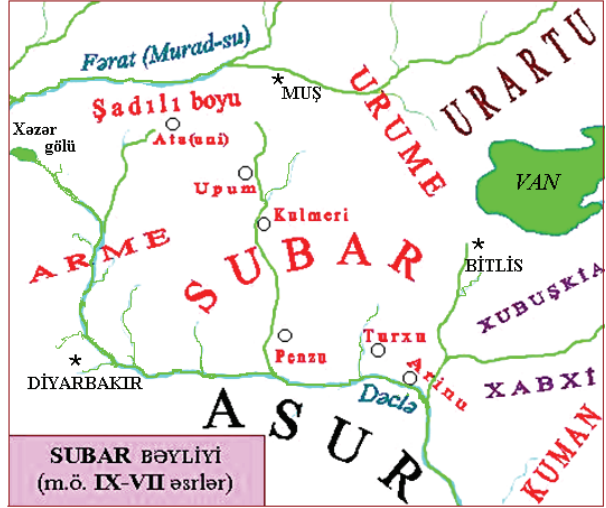 Fərat (Murad-su)
URARTU
MUŞ
URUME
Şadılı boyu
Xəzər
gölü
Ata(uni)
Upum
VAN
Kulmeri
ARME
SUBAR
BİTLİS
XUBUŞKİA
Penzu
Turxu
Arinu
DİYARBAKIR
Dəclə
XABXİ
ASUR
KUMAN
SUBAR BƏYLİYİ
(m.ö. IX-VII əsrlər)